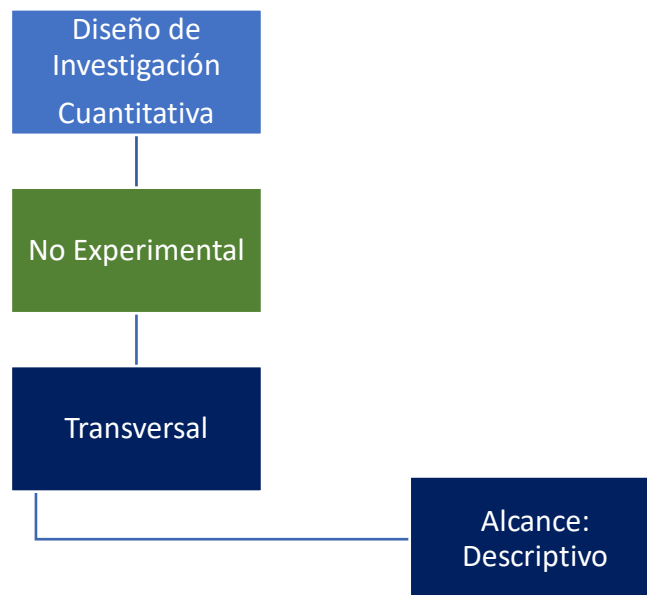 Diseño de
Investigación
Cuantitativa
No Experimental
Transversal
Alcance:
Descriptivo